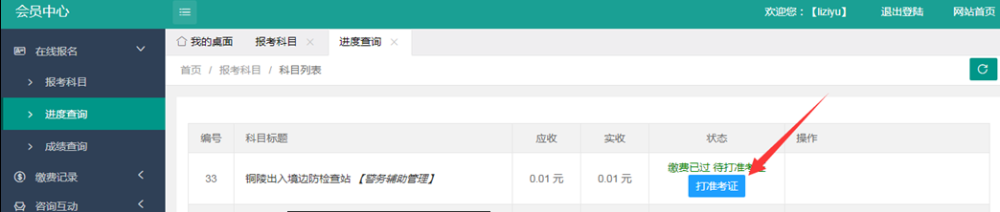 会员中心 欢迎您：【liziyu】 退出登陆 网站首页
在线报名 我的桌面 报考科目 进度查询
首页 / 报考科目 / 科目列表
报考科目
进度查询
成绩查询
缴费记录
咨询互动
编号 科目标题 应收 实收 状态 操作
33 铜陵出入境边防检查站 【警务辅助管理】 0.01 元 0.01 元 缴费已过 待打准考证
打准考证